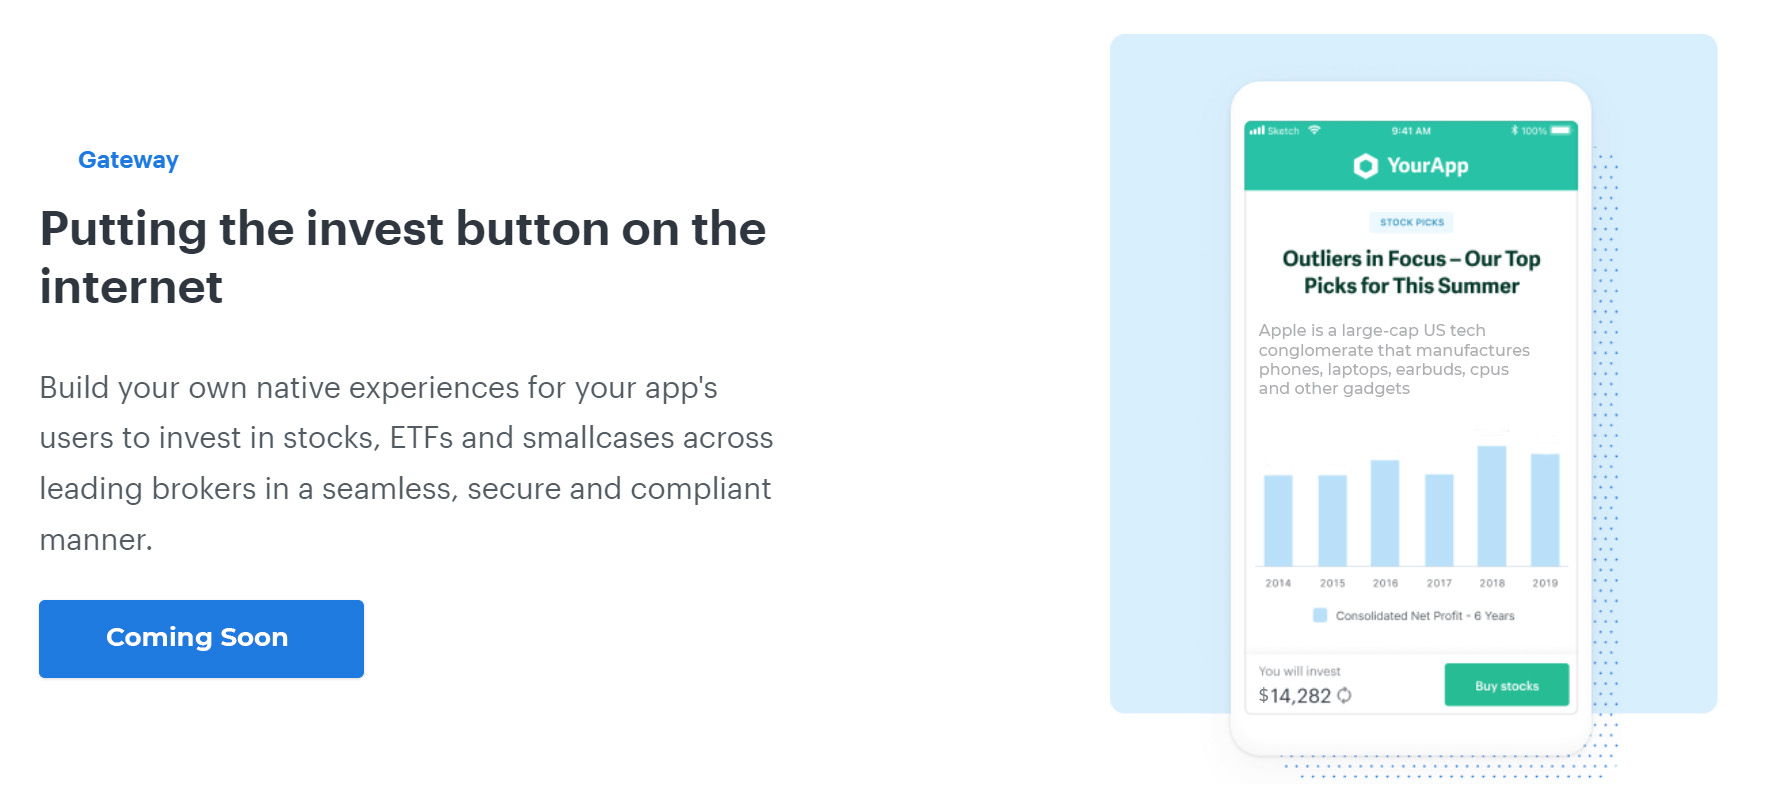 Gateway
Putting the invest button on the
internet
Build your own native experiences for your app's
users to invest in stocks, ETFs and smallcases across
leading brokers in a seamless, secure and compliant
manner.
Coming Soon
Sketch 9:41 AM 100%
YourApp
STOCK PICKS
Outliers in Focus – Our Top
Picks for This Summer
Apple is a large-cap US tech
conglomerate that manufactures
phones, laptops, earbuds, cpus
and other gadgets
2014 2015 2016 2017 2018 2019
Consolidated Net Profit - 6 Years
You will invest
$14,282
Buy stocks